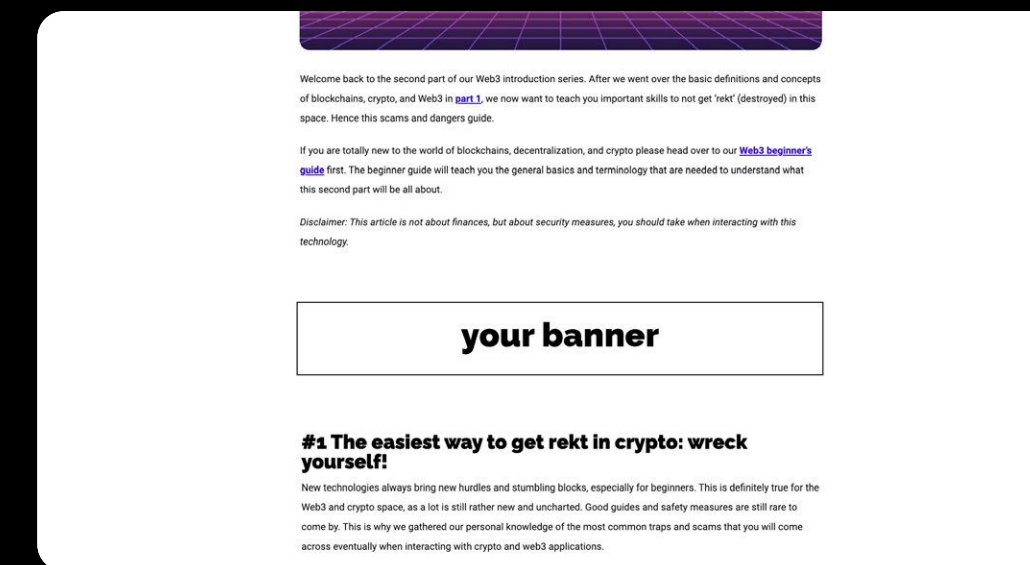 Welcome back to the second part of our Web3 introduction series. After we went over the basic definitions and concepts
of blockchains, crypto, and Web3 in part 1, we now want to teach you important skills to not get 'rekt' (destroyed) in this
space. Hence this scams and dangers guide.
If you are totally new to the world of blockchains, decentralization, and crypto please head over to our Web3 beginner's
guide first. The beginner guide will teach you the general basics and terminology that are needed to understand what
this second part will be all about.
Disclaimer: This article is not about finances, but about security measures, you should take when interacting with this
technology.
your banner
#1 The easiest way to get rekt in crypto: wreck
yourself!
New technologies always bring new hurdles and stumbling blocks, especially for beginners. This is definitely true for the
Web3 and crypto space, as a lot is still rather new and uncharted. Good guides and safety measures are still rare to
come by. This is why we gathered our personal knowledge of the most common traps and scams that you will come
across eventually when interacting with crypto and web3 applications.